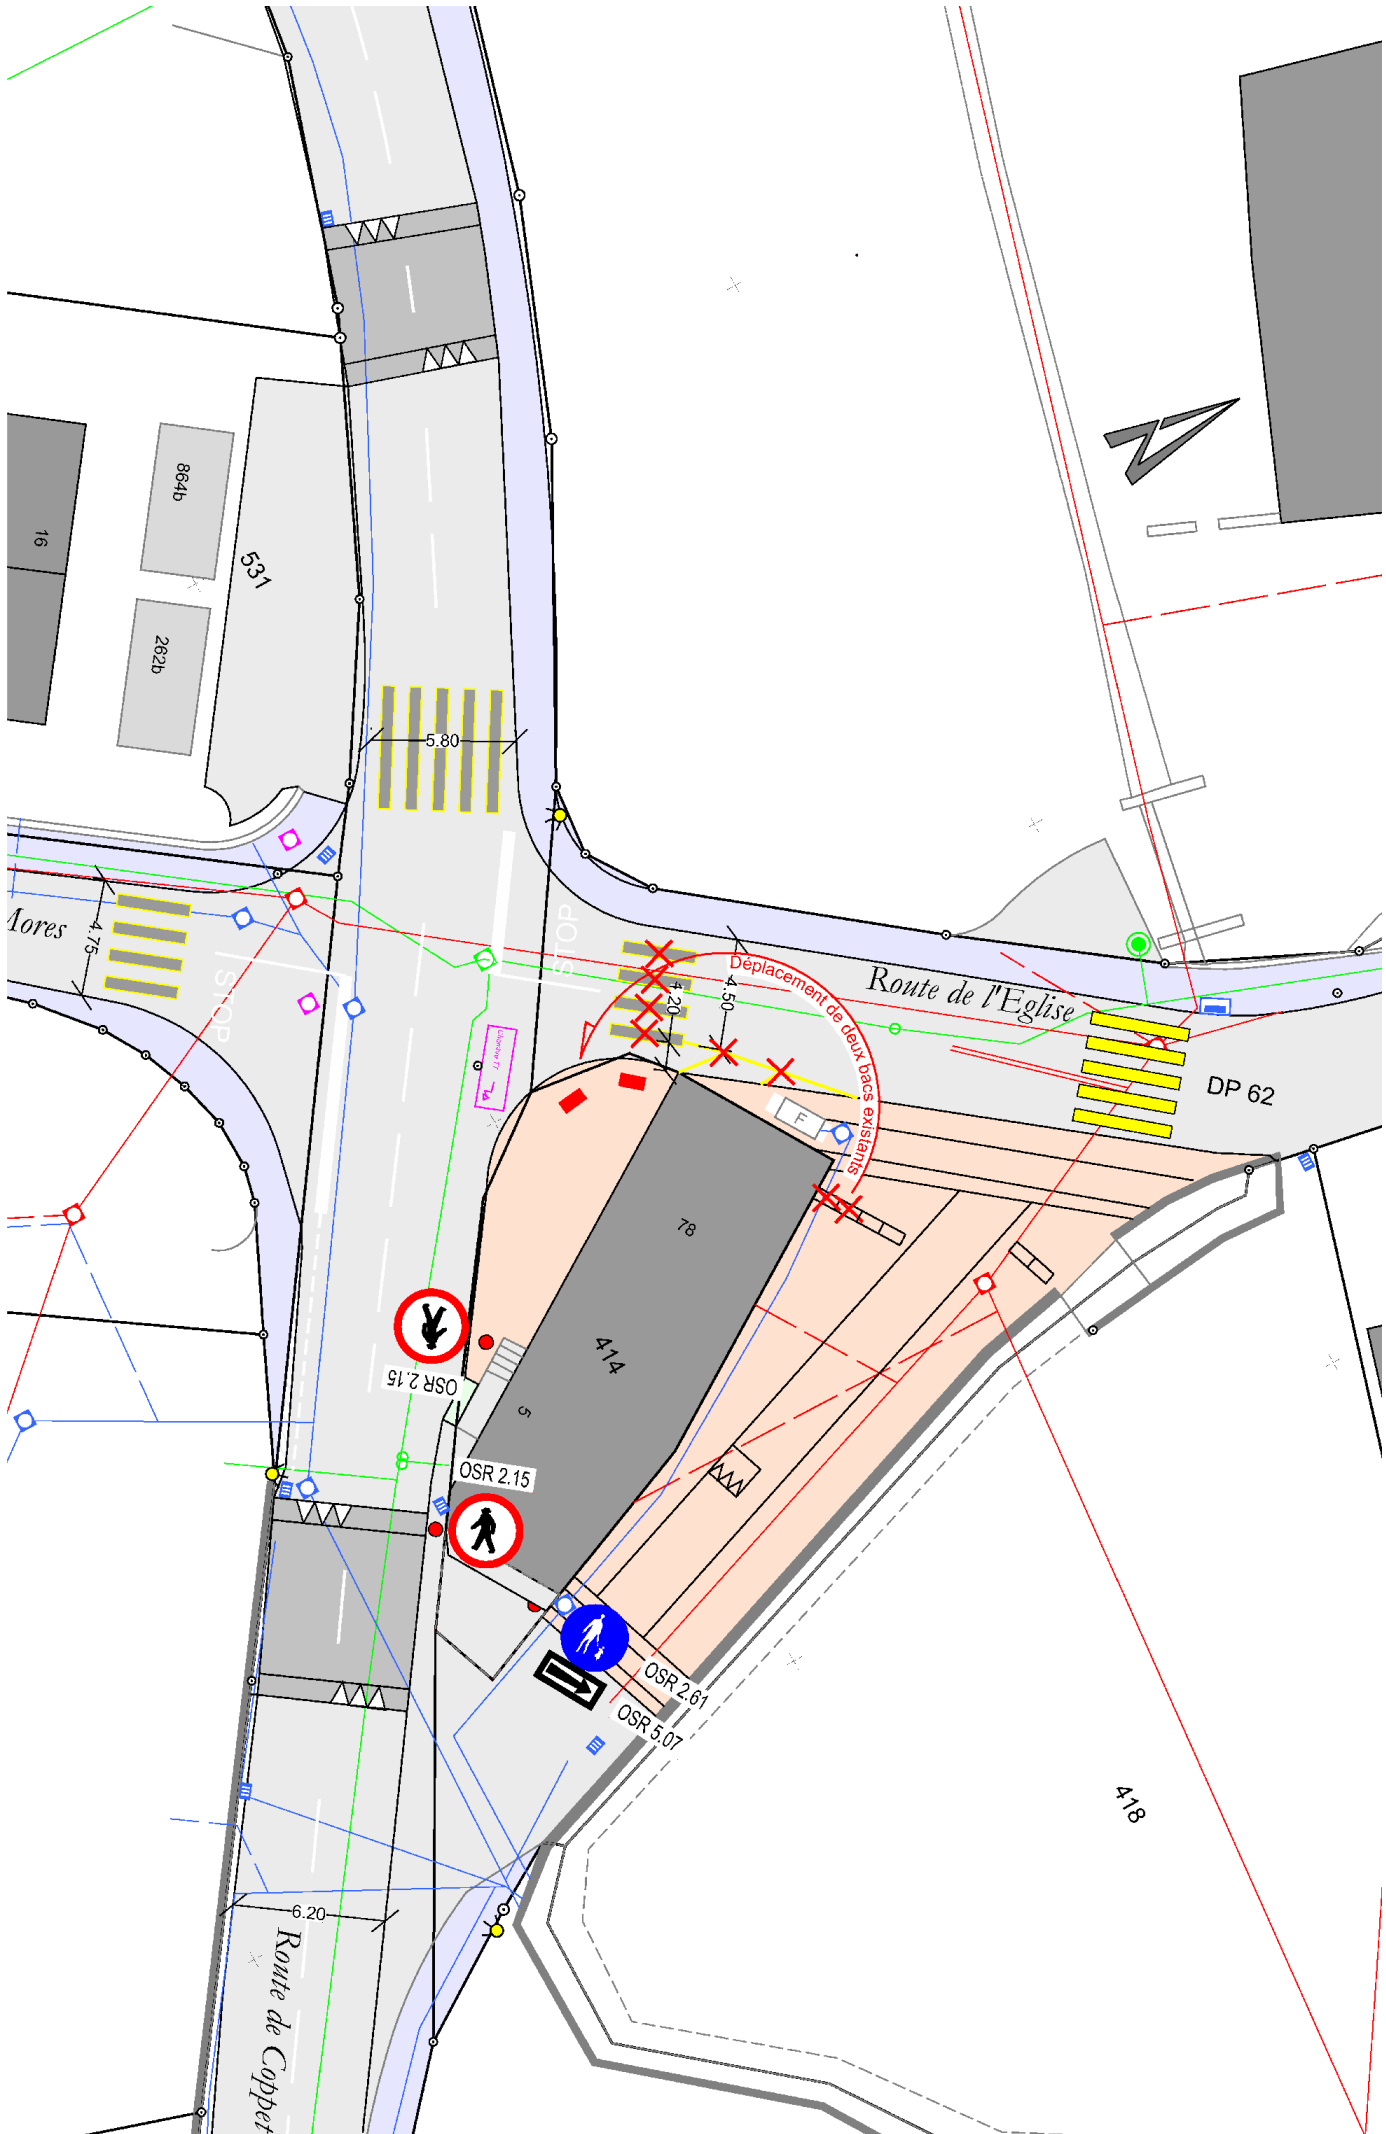 16
864b
262b
531
5.80
Mores
4.75
STOP
STOP
4.20
4.50
Déplacement de deux bacs existants
Route de l'Eglise
DP 62
F
78
414
5
OSR 2.15
OSR 2.15
OSR 2.61
OSR 5.07
418
6.20
Route de Coppet